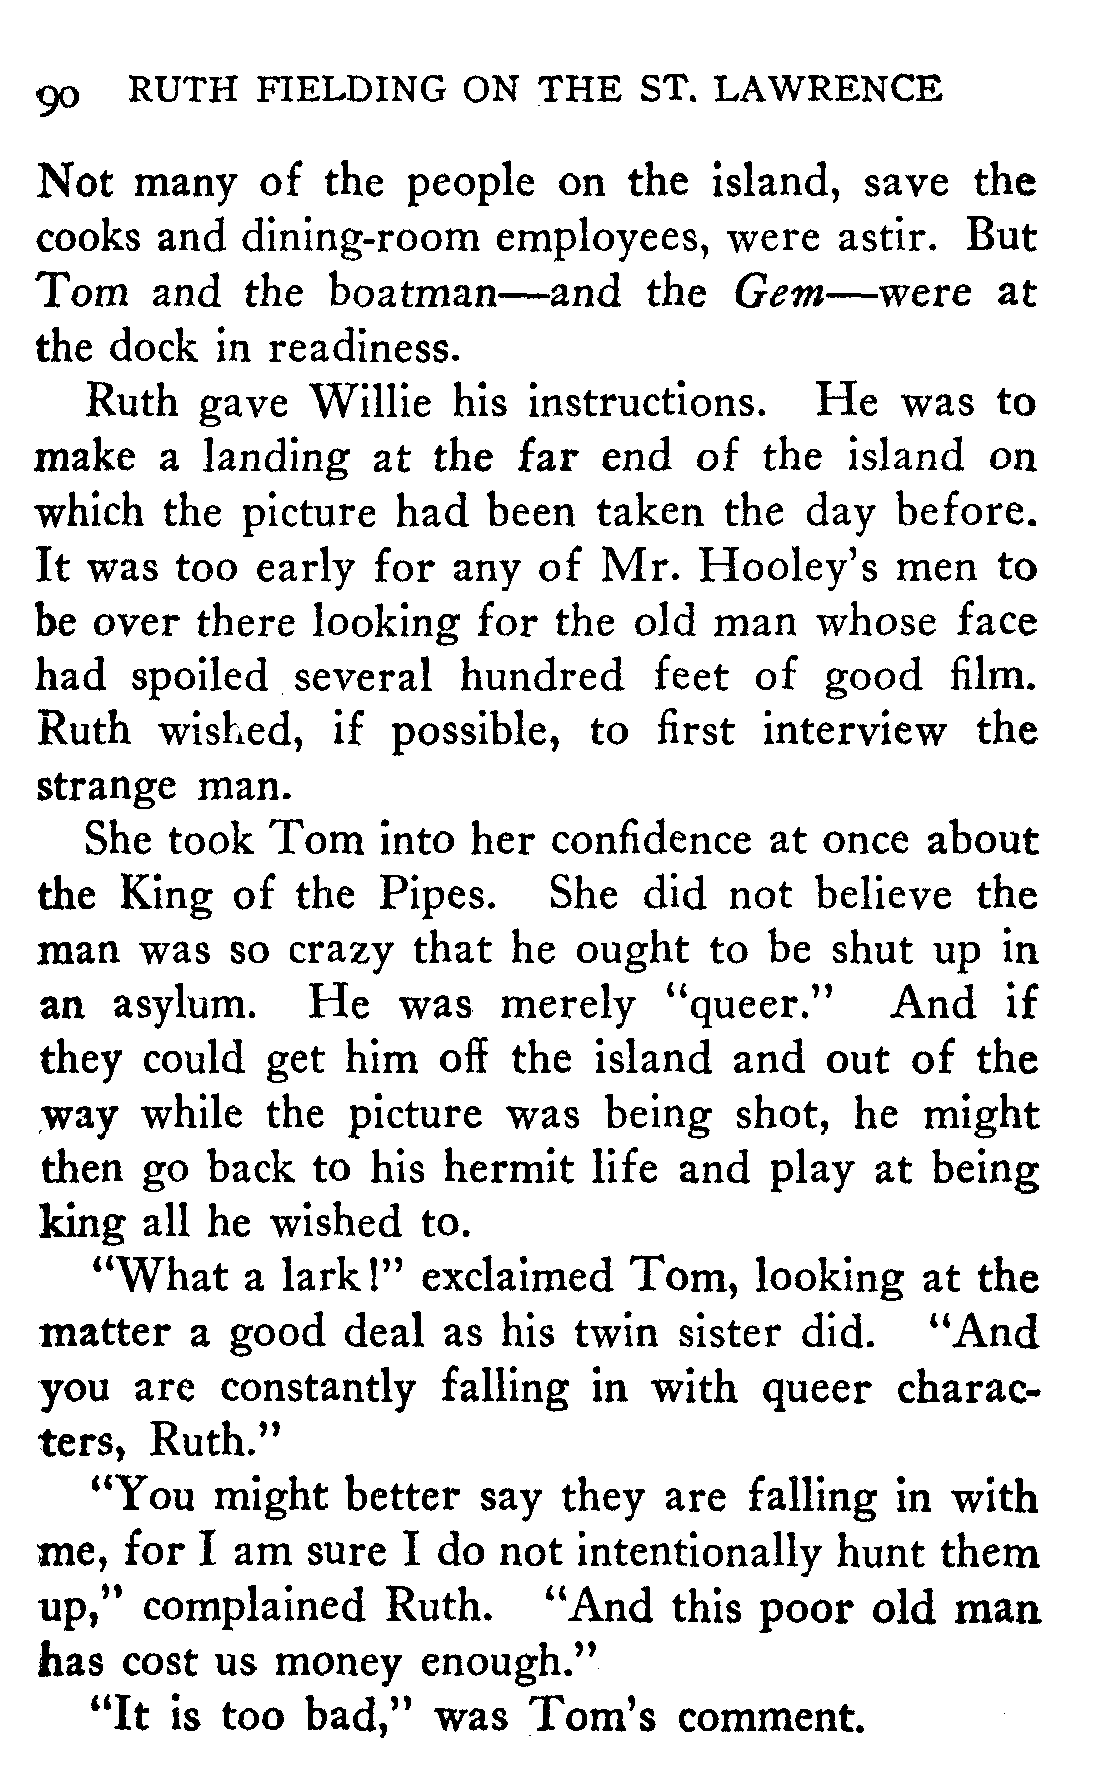 90 RUTH FIELDING ON THE ST. LAWRENCE
Not many of the people on the island, save the
cooks and dining-room employees, were astir. But
Tom and the boatman—and the Gem—were at
the dock in readiness.
Ruth gave Willie his instructions. He was to
make a landing at the far end of the island on
which the picture had been taken the day before.
It was too early for any of Mr. Hooley's men to
be over there looking for the old man whose face
had spoiled several hundred feet of good film.
Ruth wished, if possible, to first interview the
strange man.
She took Tom into her confidence at once about
the King of the Pipes. She did not believe the
man was so crazy that he ought to be shut up in
an asylum. He was merely “queer.” And if
they could get him off the island and out of the
way while the picture was being shot, he might
then go back to his hermit life and play at being
king all he wished to.
“What a lark!” exclaimed Tom, looking at the
matter a good deal as his twin sister did. “And
you are constantly falling in with queer charac-
ters, Ruth.”
“You might better say they are falling in with
me, for I am sure I do not intentionally hunt them
up,” complained Ruth. “And this poor old man
has cost us money enough.”
“It is too bad,” was Tom's comment.